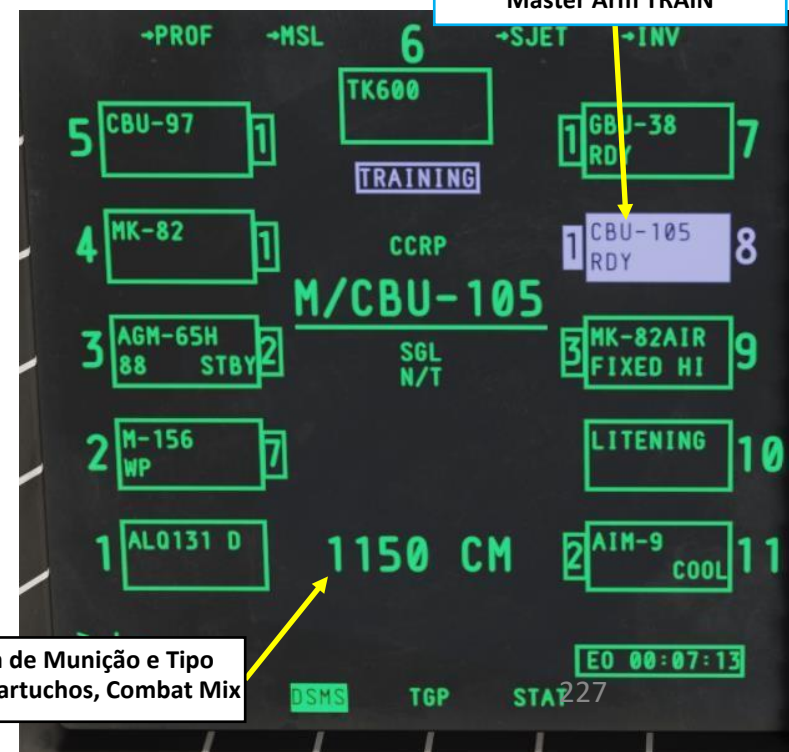 Master Arm TRAIN
→PROF →MSL 6 →SJET →INV
TK600
5 CBU-97 1
1 GBU-38 7
RDY
TRAINING
4 MK-82 1
CCRP
1 CBU-105 8
RDY
M/CBU-105
3 AGM-65H 2
88 STBY
SGL
N/T
3 MK-82AIR 9
FIXED HI
2 M-156 7
WP
LITENING 10
1 ALQ131 D
1150 CM
2 AIM-9 11
COOL
de Munição e Tipo
artuchos, Combat Mix
EO 00:07:13
DSMS TGP STAT
227